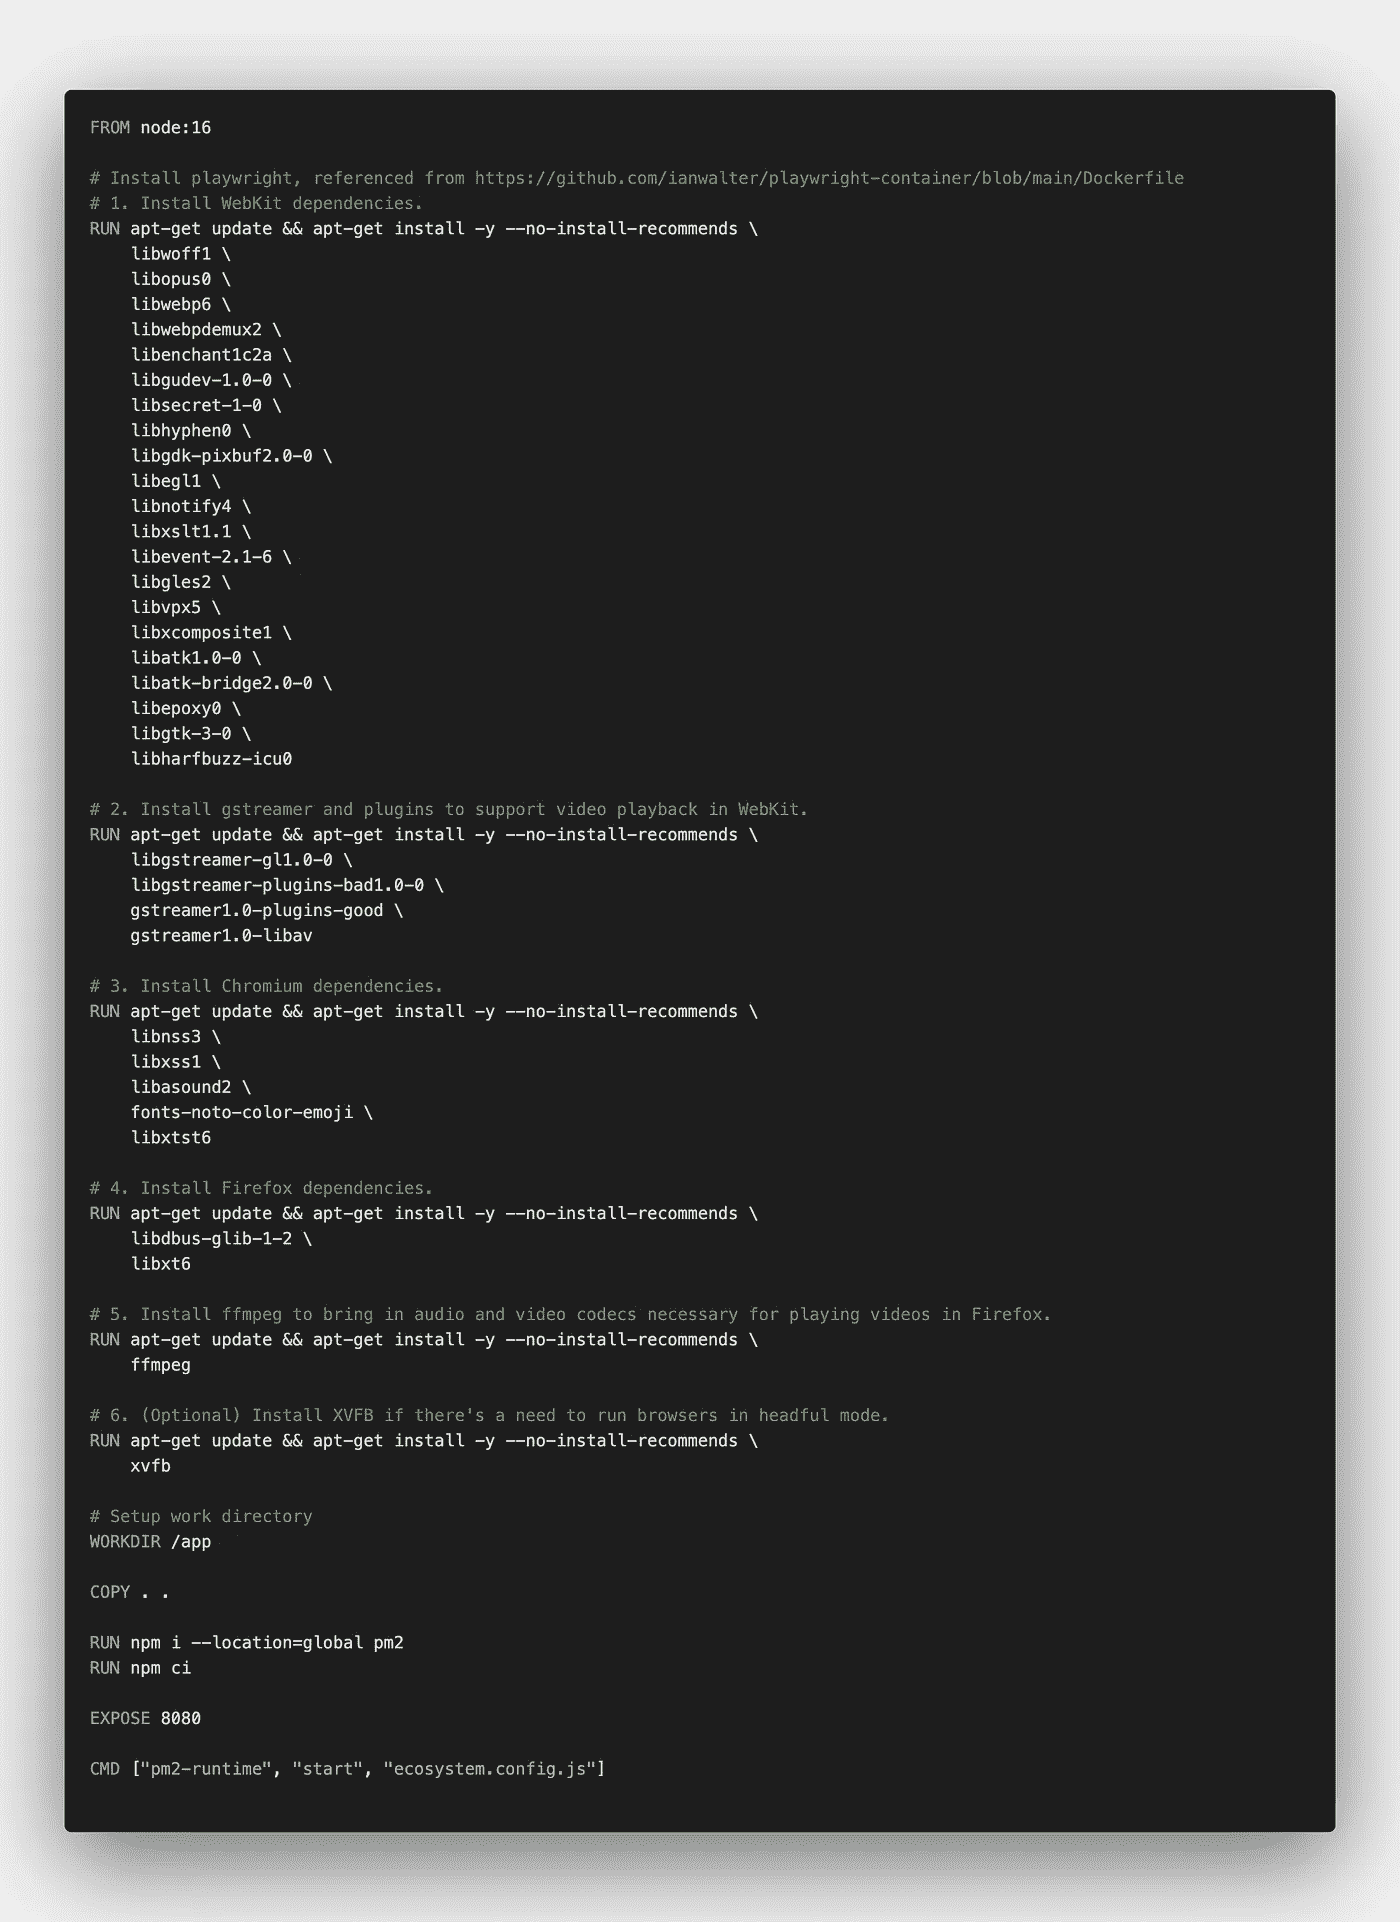 FROM node:16
# Install playwright, referenced from https://github.com/ianwalter/playwright-container/blob/main/Dockerfile
# 1. Install WebKit dependencies.
RUN apt-get update && apt-get install -y --no-install-recommends \
    libwoff1 \
    libopus0 \
    libwebp6 \
    libwebpdemux2 \
    libenchant1c2a \
    libgudev-1.0-0 \
    libsecret-1-0 \
    libhyphen0 \
    libgdk-pixbuf2.0-0 \
    libegl1 \
    libnotify4 \
    libxslt1.1 \
    libevent-2.1-6 \
    libgles2 \
    libvpx5 \
    libxcomposite1 \
    libatk1.0-0 \
    libatk-bridge2.0-0 \
    libepoxy0 \
    libgtk-3-0 \
    libharfbuzz-icu0
# 2. Install gstreamer and plugins to support video playback in WebKit.
RUN apt-get update && apt-get install -y --no-install-recommends \
    libgstreamer-gl1.0-0 \
    libgstreamer-plugins-bad1.0-0 \
    gstreamer1.0-plugins-good \
    gstreamer1.0-libav
# 3. Install Chromium dependencies.
RUN apt-get update && apt-get install -y --no-install-recommends \
    libnss3 \
    libxss1 \
    libasound2 \
    fonts-noto-color-emoji \
    libxtst6
# 4. Install Firefox dependencies.
RUN apt-get update && apt-get install -y --no-install-recommends \
    libdbus-glib-1-2 \
    libxt6
# 5. Install ffmpeg to bring in audio and video codecs necessary for playing videos in Firefox.
RUN apt-get update && apt-get install -y --no-install-recommends \
    ffmpeg
# 6. (Optional) Install XVFB if there's a need to run browsers in headful mode.
RUN apt-get update && apt-get install -y --no-install-recommends \
    xvfb
# Setup work directory
WORKDIR /app
COPY . .
RUN npm i --location=global pm2
RUN npm ci
EXPOSE 8080
CMD ["pm2-runtime", "start", "ecosystem.config.js"]